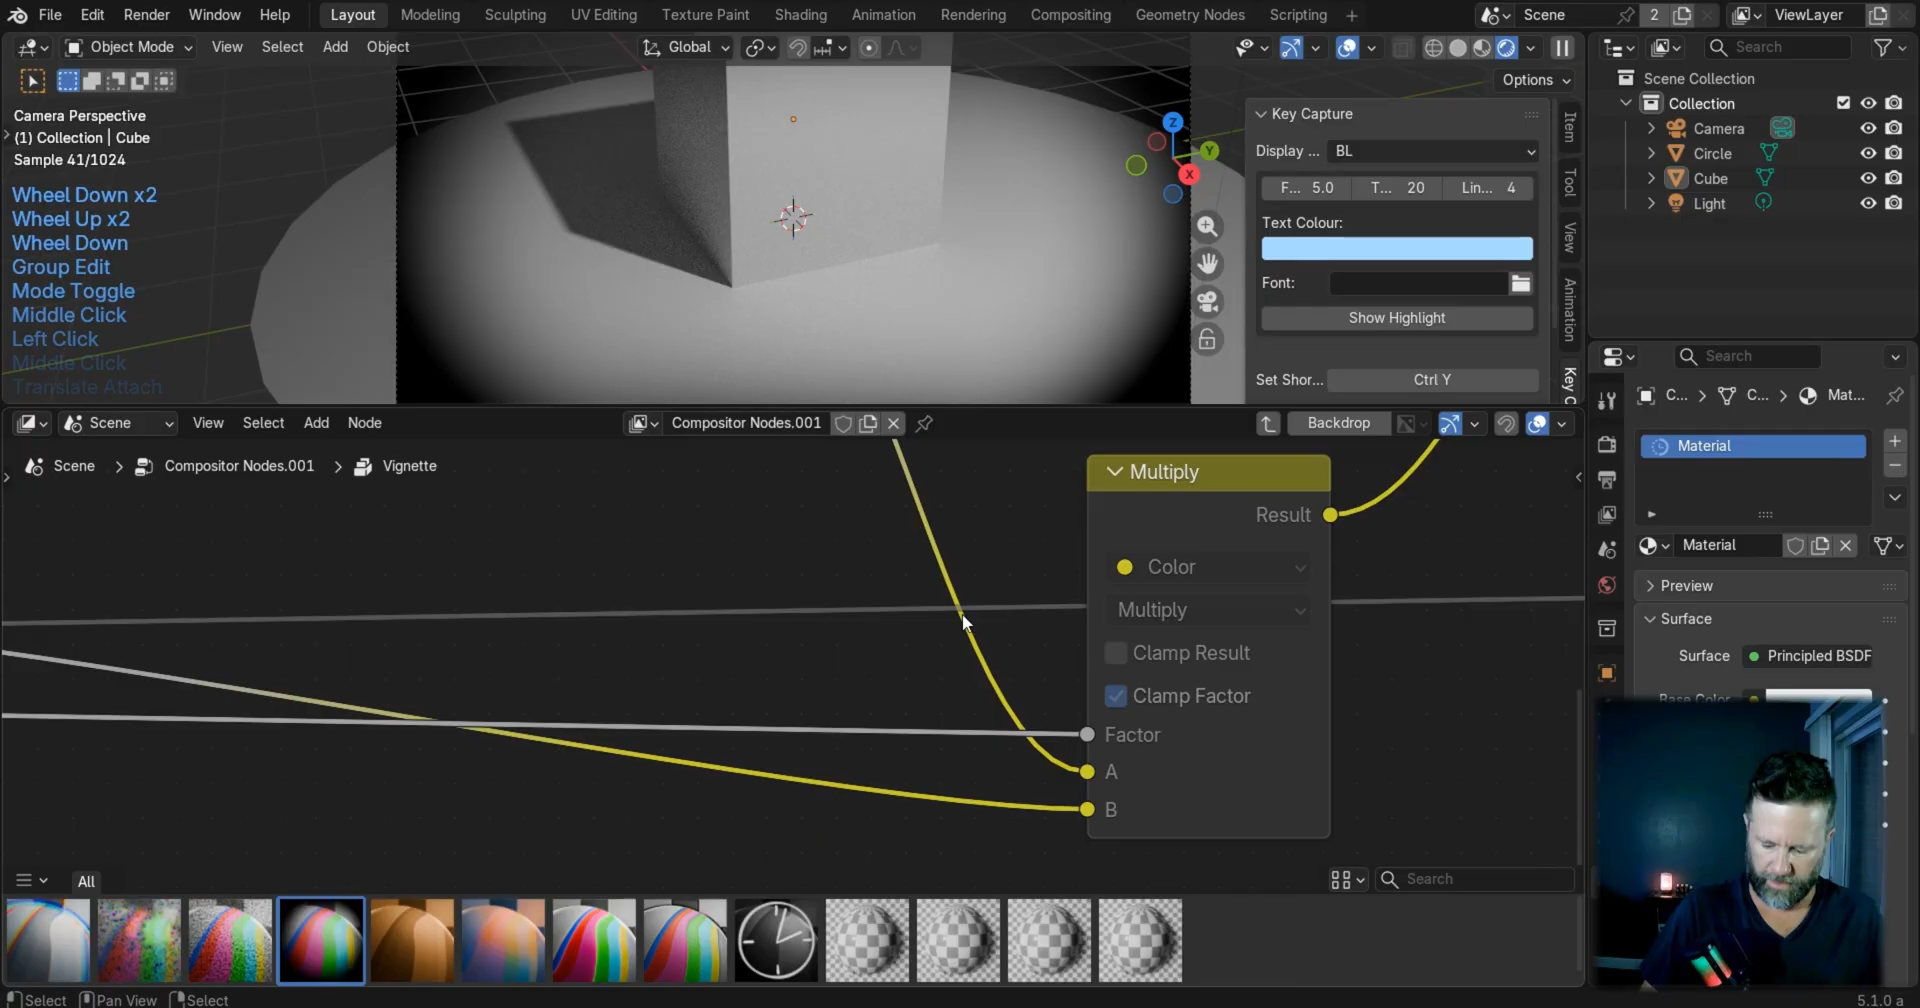 File Edit Render Window Help Layout Modeling Sculpting UV Editing Texture Paint Shading Animation Rendering Compositing Geometry Nodes Scripting + Scene 2 ViewLayer
Object Mode View Select Add Object Global Search
Options
Camera Perspective
(1) Collection | Cube
Sample 41/1024
Wheel Down x2
Wheel Up x2
Wheel Down
Group Edit
Mode Toggle
Middle Click
Left Click
Middle Click
Translate Attach
Z
Y
X
Key Capture
Display ... BL
F... 5.0 T... 20 Lin... 4
Text Colour:
Font:
Show Highlight
Set Shor... Ctrl Y
Item
Tool
View
Animation
Key C
Scene Collection
Collection
Camera
Circle
Cube
Light
Search
C... > C... > Mat...
Material
Material
Preview
Surface
Surface Principled BSDF
Base Color
Scene View Select Add Node Compositor Nodes.001 Backdrop
Scene > Compositor Nodes.001 > Vignette
Multiply
Result
Color
Multiply
Clamp Result
Clamp Factor
Factor
A
B
All Search
Select Pan View Select 5.1.0 a